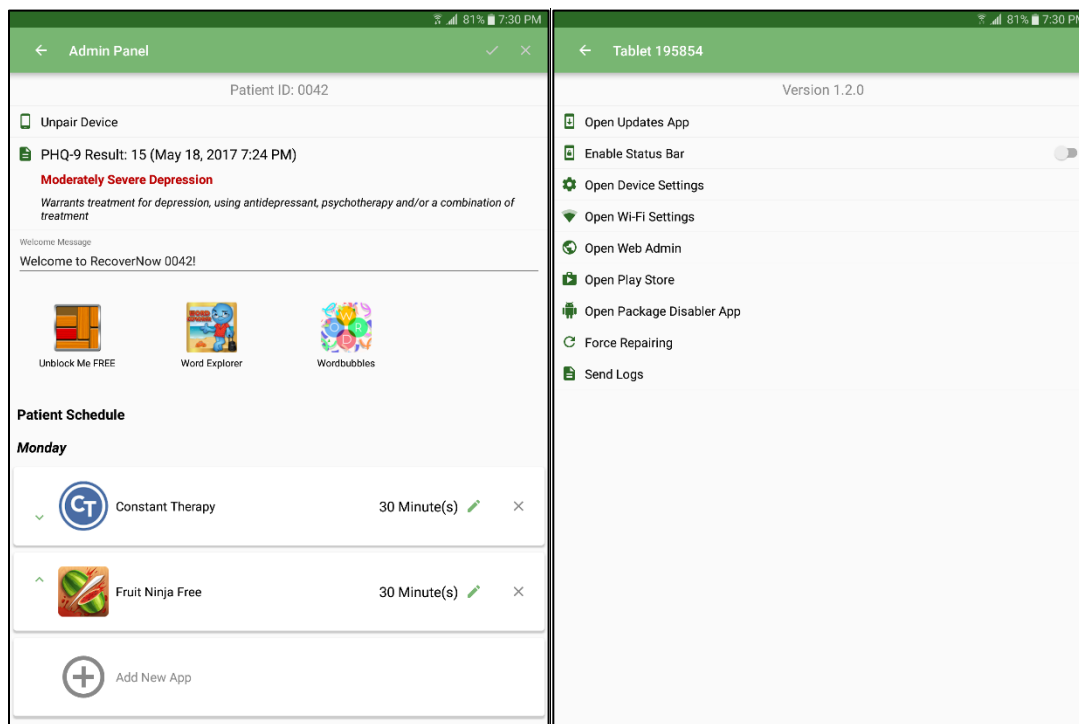 81% 7:30 PM
Admin Panel
Patient ID: 0042
Unpair Device
PHQ-9 Result: 15 (May 18, 2017 7:24 PM)
Moderately Severe Depression
Warrants treatment for depression, using antidepressant, psychotherapy and/or a combination of
treatment
Welcome Message
Welcome to RecoverNow 0042!
Unblock Me FREE
Word Explorer
Wordbubbles
Patient Schedule
Monday
CT
Constant Therapy 30 Minute(s)
Fruit Ninja Free 30 Minute(s)
Add New App
81% 7:30 PM
Tablet 195854
Version 1.2.0
Open Updates App
Enable Status Bar
Open Device Settings
Open Wi-Fi Settings
Open Web Admin
Open Play Store
Open Package Disabler App
Force Repairing
Send Logs